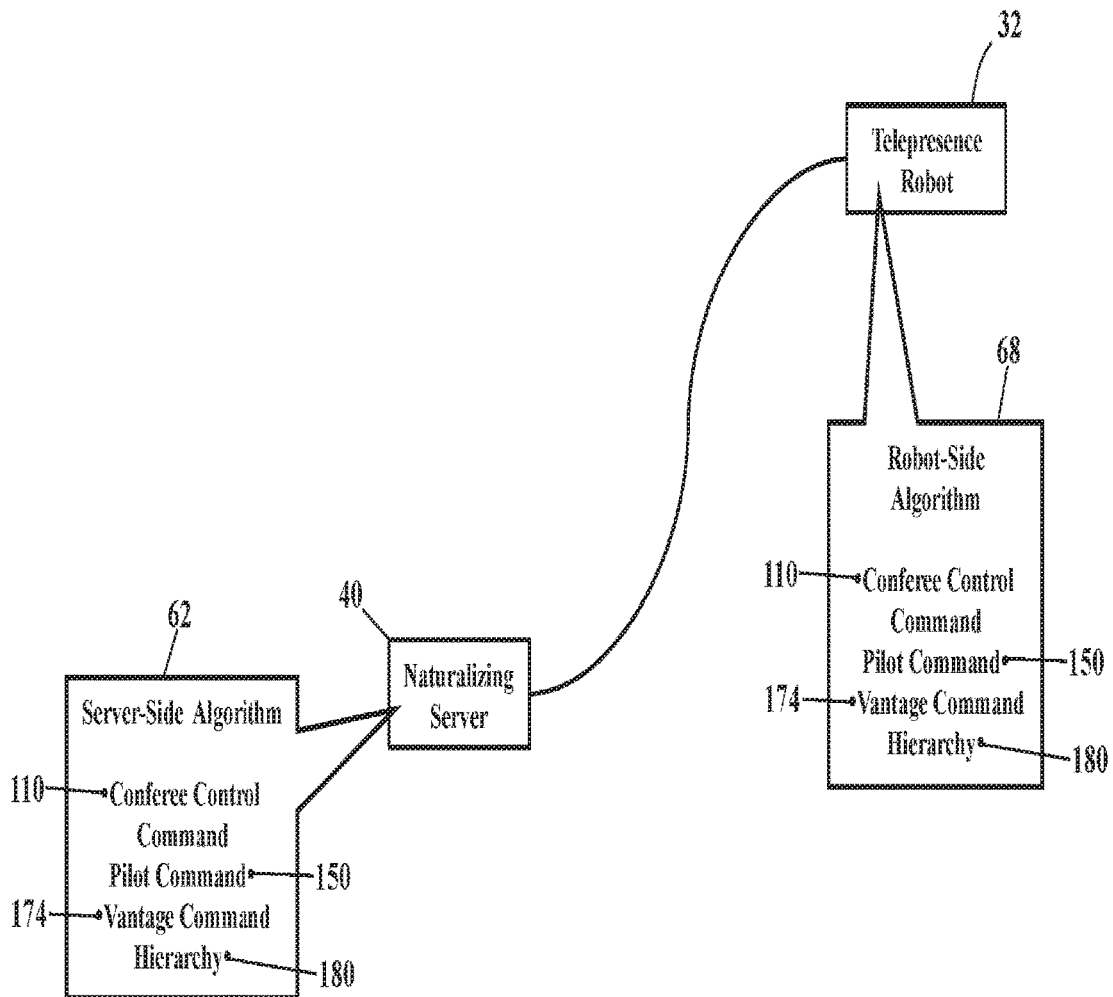 32
Telepresence
Robot
68
Robot-Side
Algorithm
110 Conferee Control
Command
Pilot Command 150
174 Vantage Command
Hierarchy 180
40
Naturalizing
Server
62
Server-Side Algorithm
110 Conferee Control
Command
Pilot Command 150
174 Vantage Command
Hierarchy 180